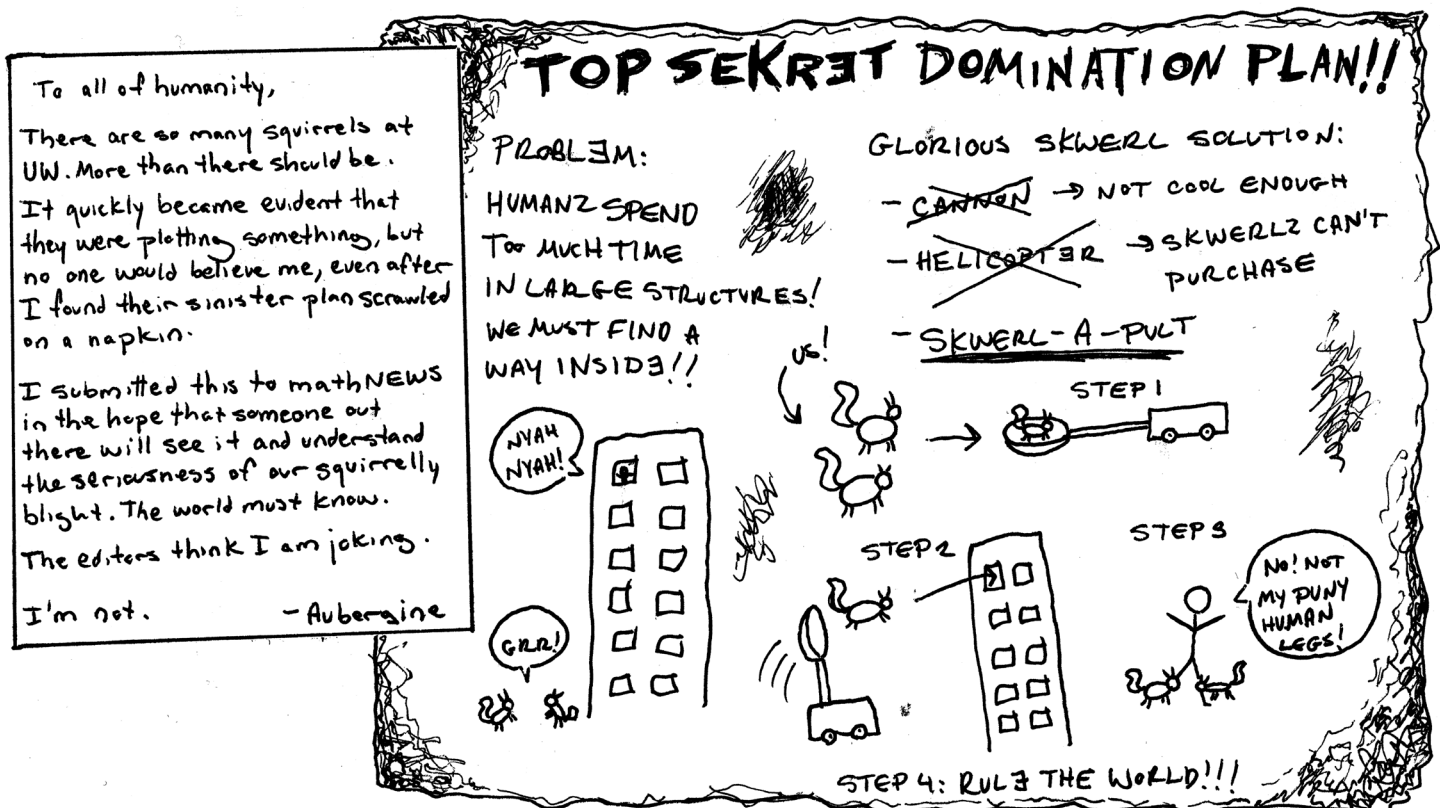 To all of humanity,
There are so many squirrels at
UW. More than there should be.
It quickly became evident that
they were plotting something, but
no one would believe me, even after
I found their sinister plan scrawled
on a napkin.
I submitted this to mathNEWS
in the hope that someone out
there will see it and understand
the seriousness of our squirrelly
blight. The world must know.
The editors think I am joking.
I'm not. - Aubergine
TOP SEKRƎT DOMINATION PLAN!!
PROBLƎM:
HUMANZ SPEND
TOO MUCH TIME
IN LARGE STRUCTURES!
WE MUST FIND A
WAY INSIDƎ!!
GLORIOUS SKWERL SOLUTION:
- CANNON → NOT COOL ENOUGH
- HELICOPTƎR → SKWERLZ CAN'T
PURCHASE
- SKWERL-A-PULT
US!
STEP 1
NYAH
NYAH!
GRR!
STEP 2
STEP 3
NO! NOT
MY PUNY
HUMAN
LEGS!
STEP 4: RULƎ THE WORLD!!!